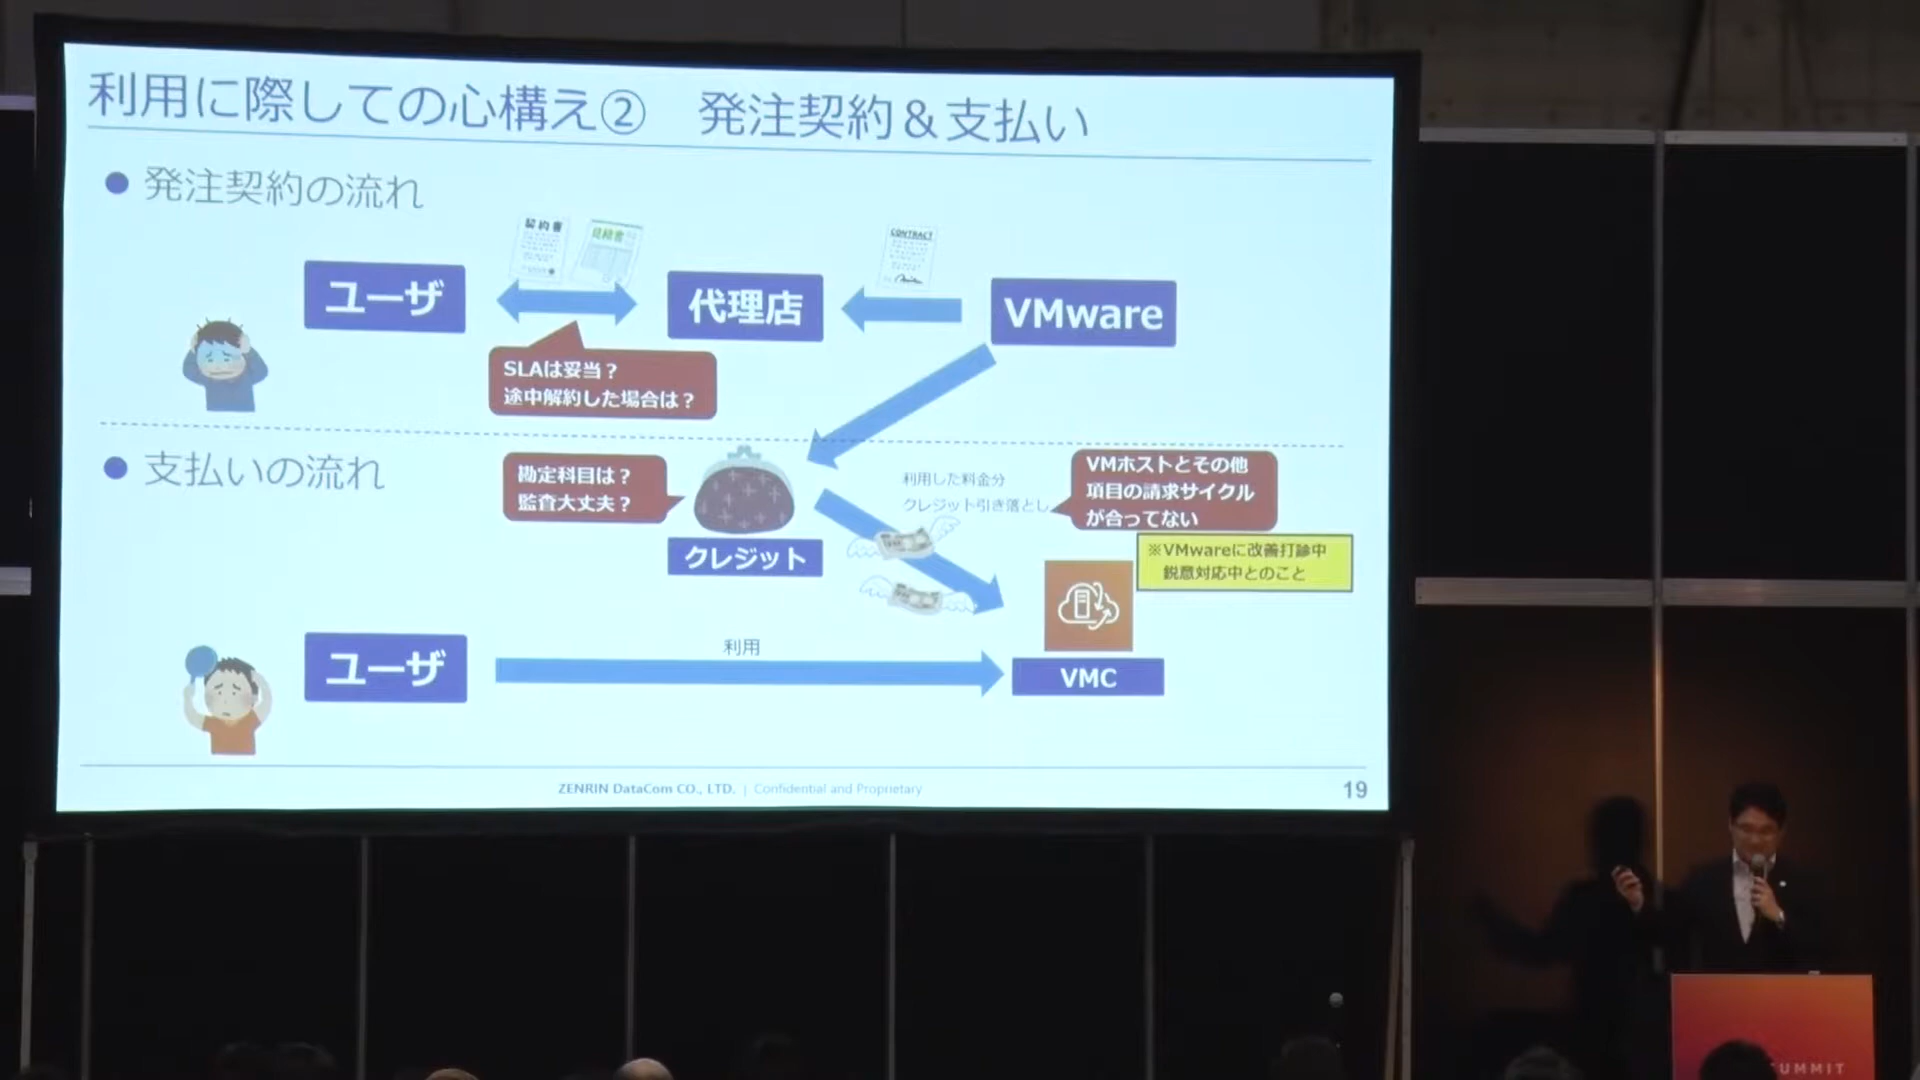 利用に際しての心構え② 発注契約＆支払い
● 発注契約の流れ
契約書
見積書
CONTRACT
ユーザ
代理店
VMware
SLAは妥当？
途中解約した場合は？
● 支払いの流れ
勘定科目は？
監査大丈夫？
クレジット
利用した料金分
クレジット引き落とし
VMホストとその他
項目の請求サイクル
が合ってない
※VMwareに改善打診中
鋭意対応中とのこと
ユーザ
利用
VMC
ZENRIN DataCom CO., LTD. | Confidential and Proprietary
19
SUMMIT